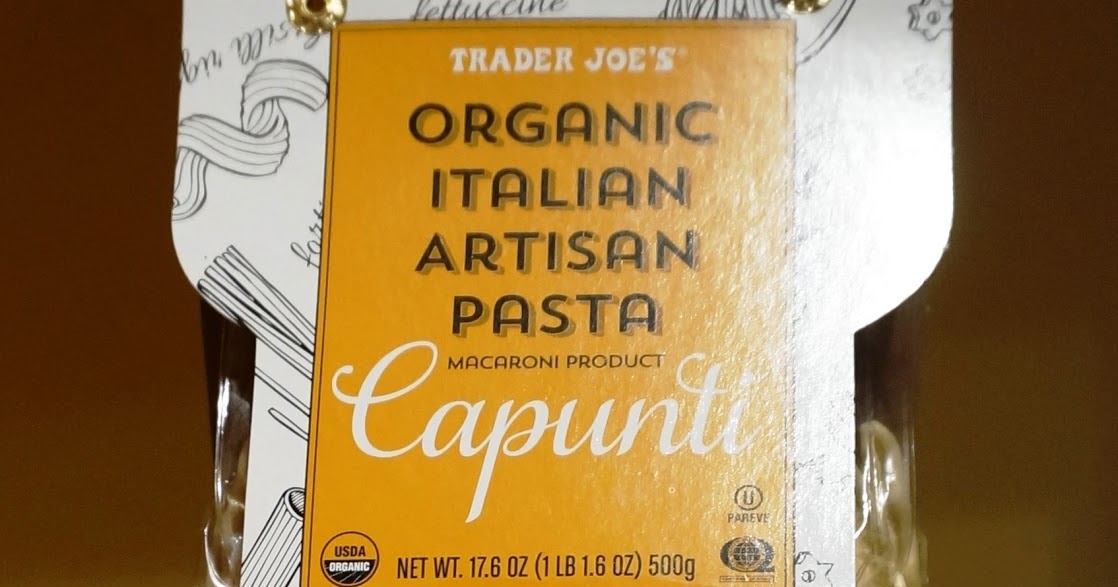 fettuccine
TRADER JOE'S®
ORGANIC
ITALIAN
ARTISAN
PASTA
MACARONI PRODUCT
Capunti
U
PAREVE
USDA
ORGANIC
NET WT. 17.6 OZ (1 LB 1.6 OZ) 500g